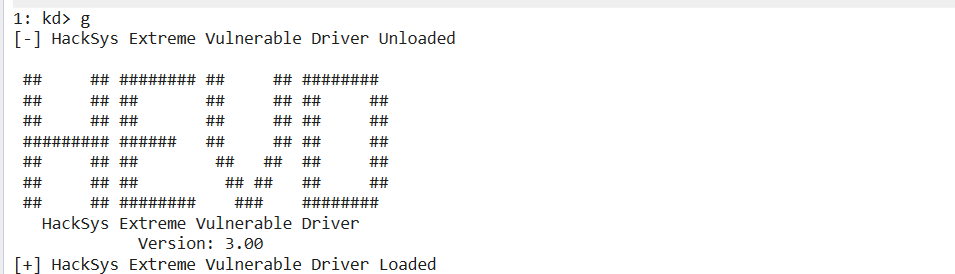 1: kd> g
[-] HackSys Extreme Vulnerable Driver Unloaded
 ##     ## ######## ##     ## ########
 ##     ## ##       ##     ## ##     ##
 ##     ## ##       ##     ## ##     ##
 ######### ######   ##     ## ##     ##
 ##     ## ##        ##   ##  ##     ##
 ##     ## ##         ## ##   ##     ##
 ##     ## ########    ###    ########
   HackSys Extreme Vulnerable Driver
             Version: 3.00
[+] HackSys Extreme Vulnerable Driver Loaded